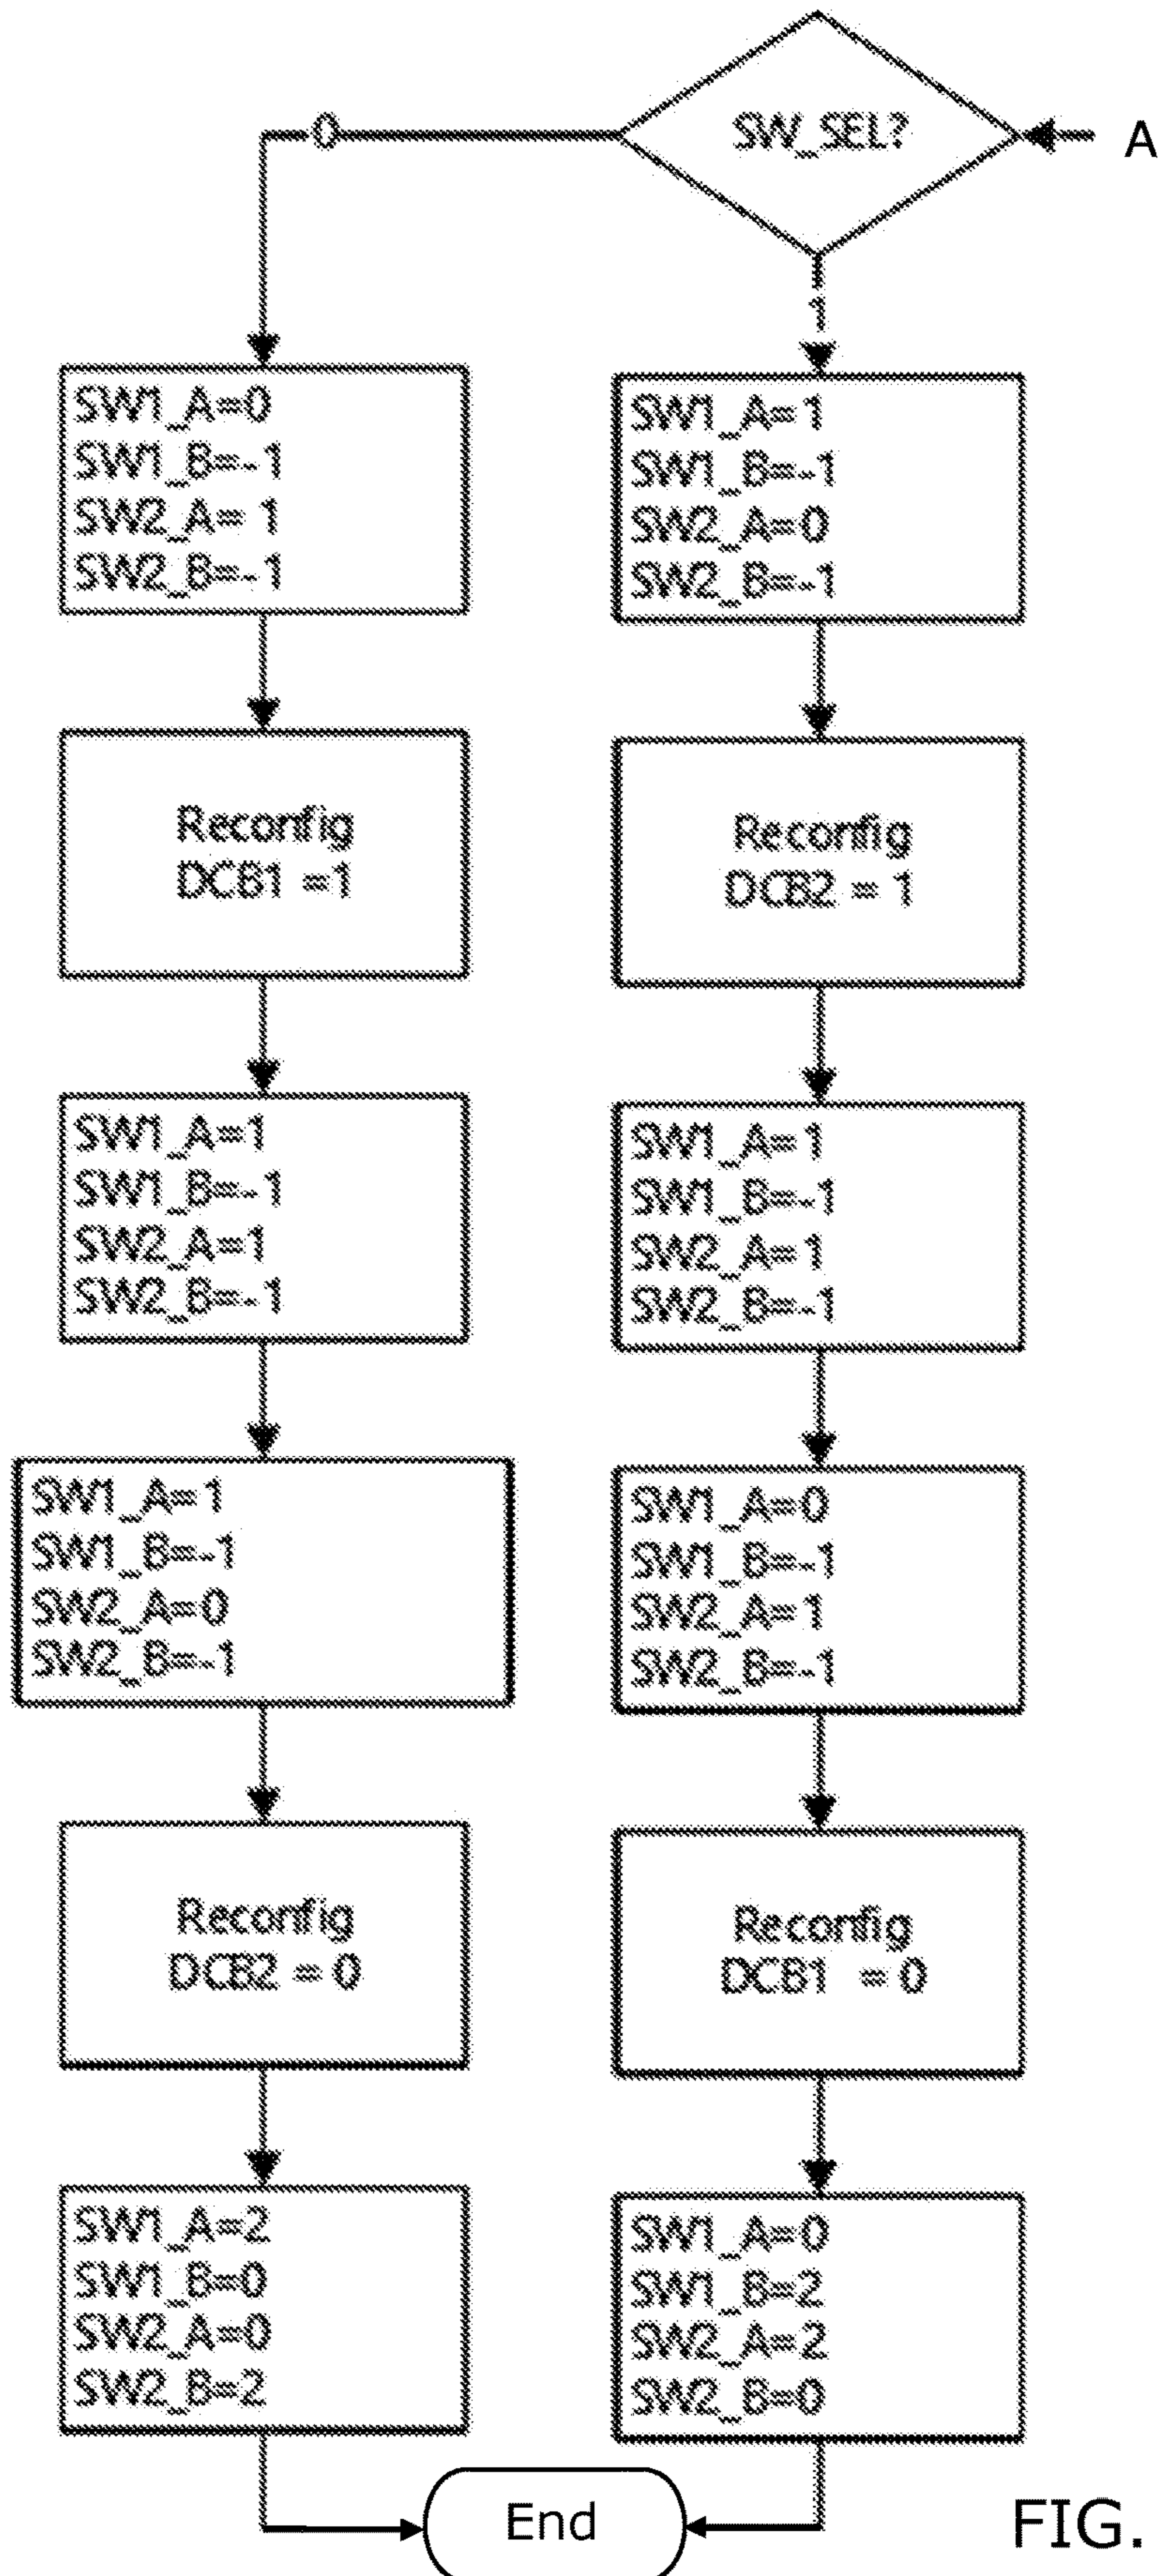 SW_SEL?
A
0
1
SW1_A=0
SW1_B=-1
SW2_A= 1
SW2_B=-1
SW1_A=1
SW1_B=-1
SW2_A=0
SW2_B=-1
Reconfig
DCB1 =1
Reconfig
DCB2 = 1
SW1_A=1
SW1_B=-1
SW2_A=1
SW2_B=-1
SW1_A=1
SW1_B=-1
SW2_A=1
SW2_B=-1
SW1_A=1
SW1_B=-1
SW2_A=0
SW2_B=-1
SW1_A=0
SW1_B=-1
SW2_A=1
SW2_B=-1
Reconfig
DCB2 = 0
Reconfig
DCB1 = 0
SW1_A=2
SW1_B=0
SW2_A=0
SW2_B=2
SW1_A=0
SW1_B=2
SW2_A=2
SW2_B=0
End
FIG.